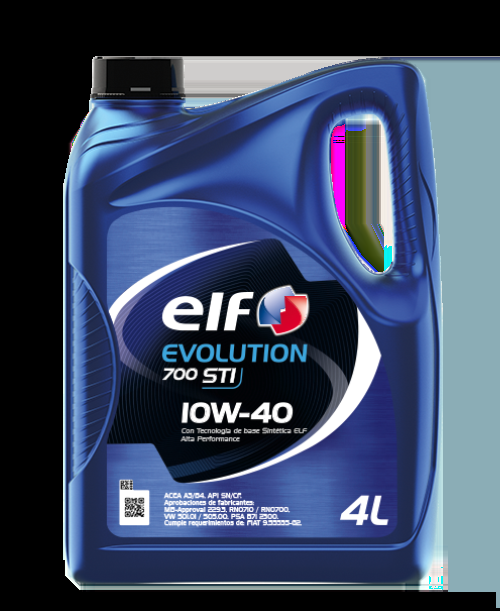 elf
EVOLUTION
700 STI
10W-40
Con Tecnología de base Sintética ELF
Alta Performance
ACEA A3/B4, API SN/CF.
Aprobaciones de fabricantes:
MB-Approval 229.3, RN0710 / RN0700,
VW 501.01 / 505.00, PSA B71 2300.
Cumple requerimientos de: FIAT 9.55535-G2.
4L